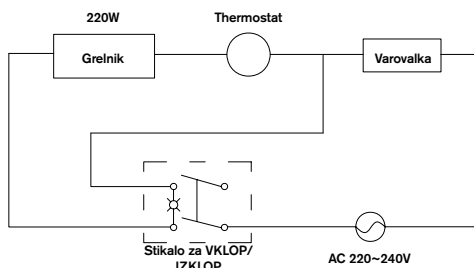 220W
Thermostat
Grelnik
Varovalka
Stikalo za VKLOP/
IZKLOP
AC 220~240V